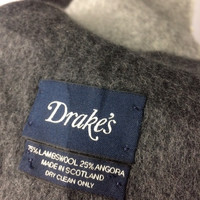 Drake's
75% LAMBSWOOL 25% ANGORA
MADE IN SCOTLAND
DRY CLEAN ONLY